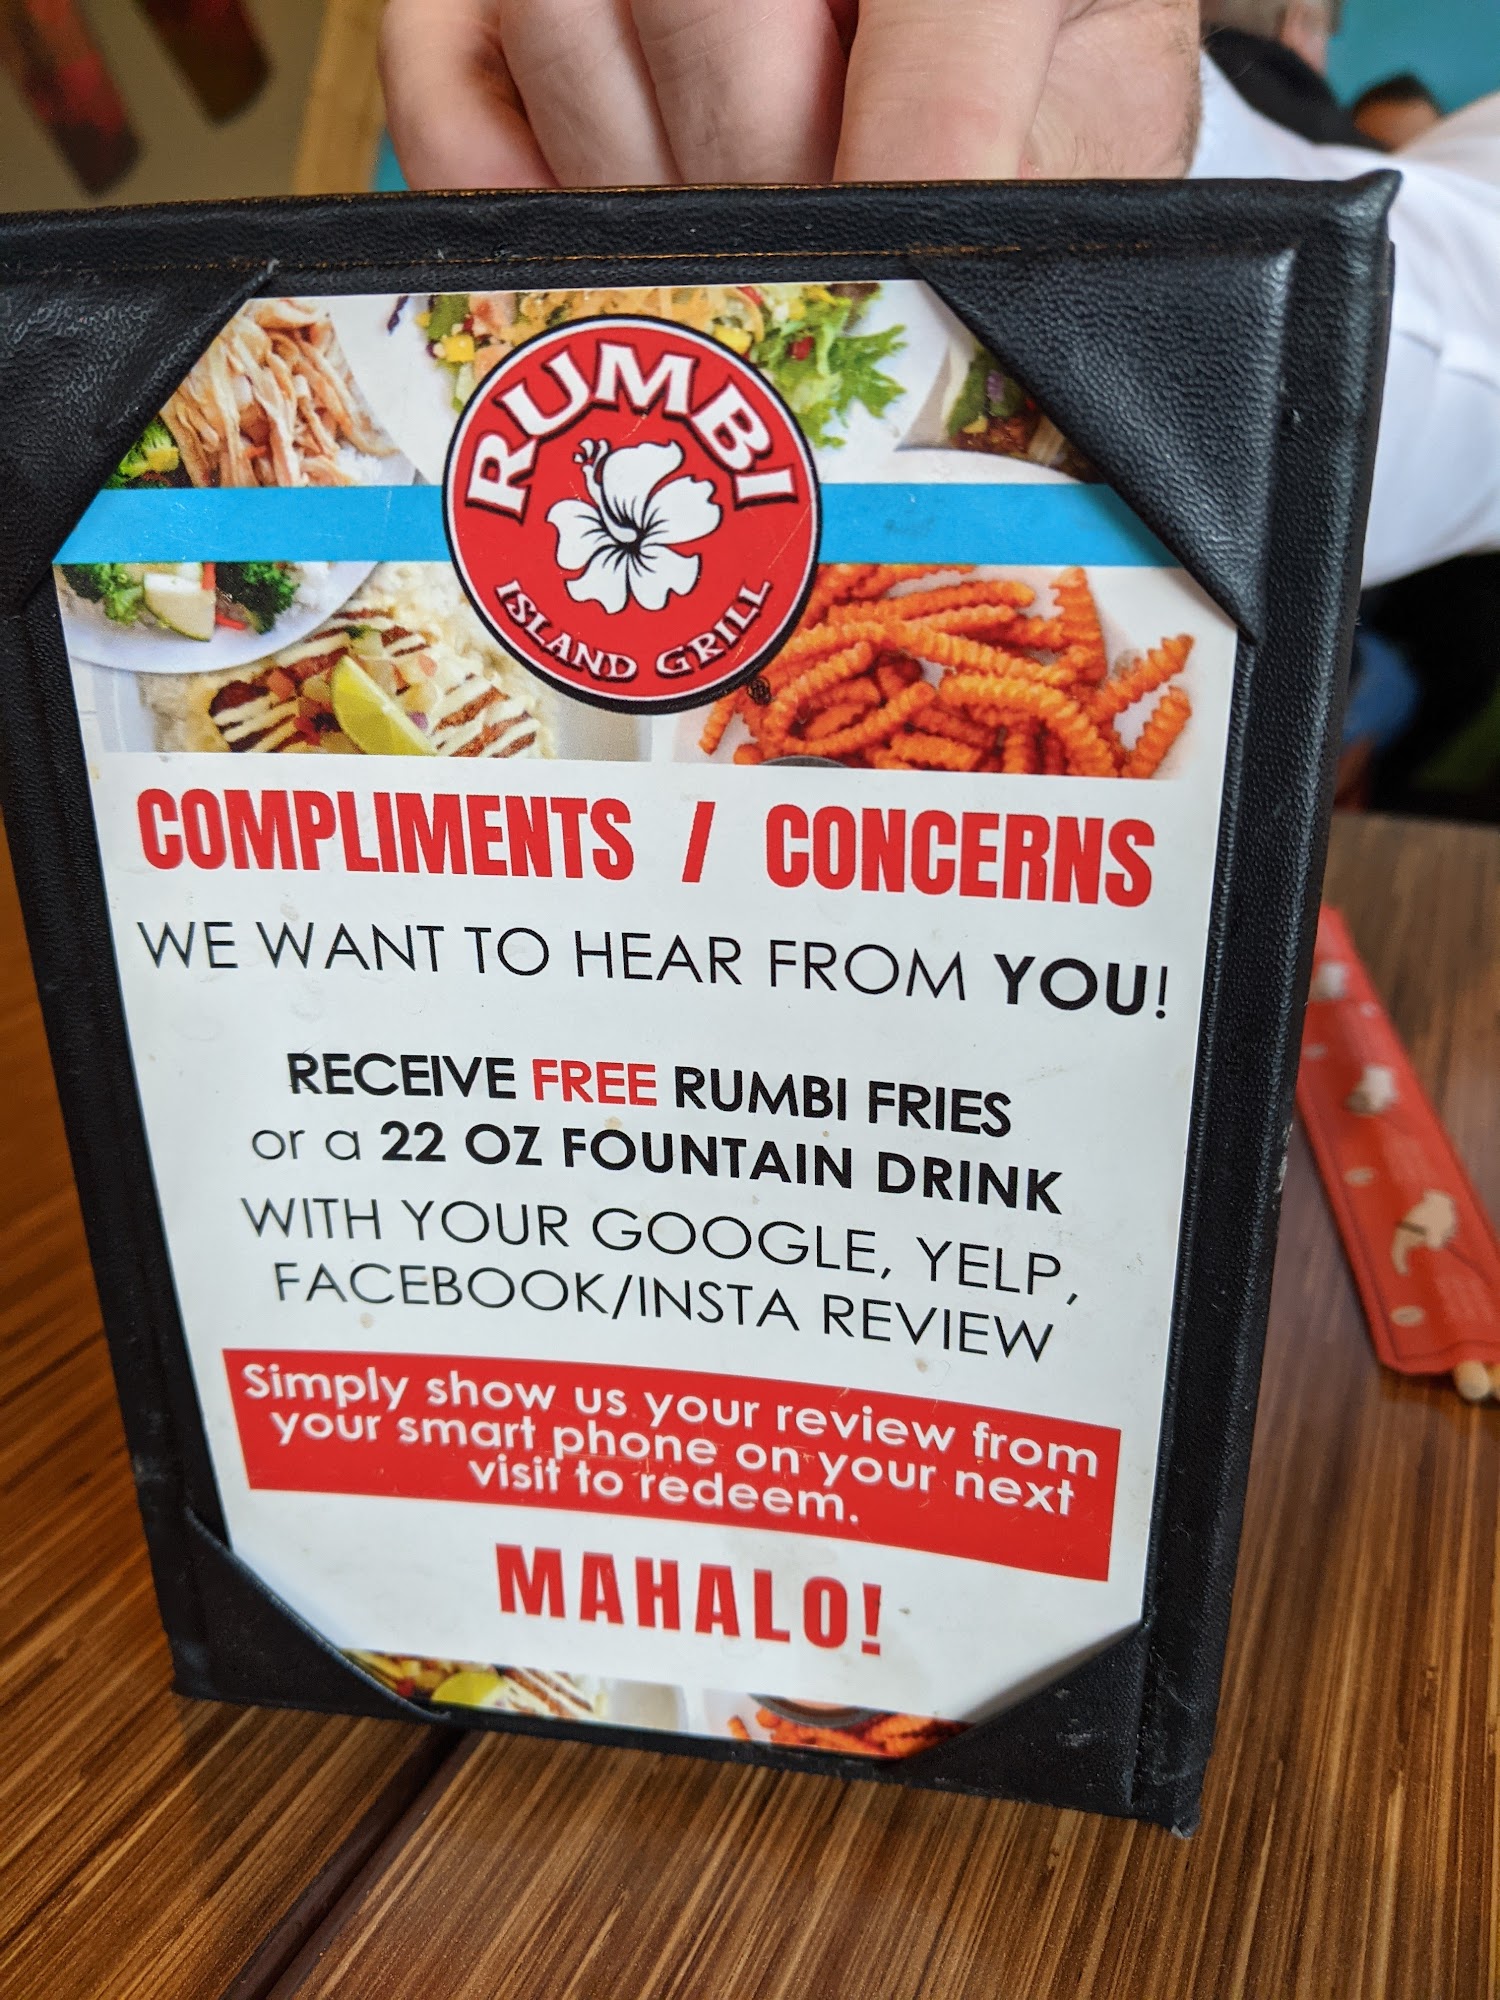 RUMBI
ISLAND GRILL
®
COMPLIMENTS / CONCERNS
WE WANT TO HEAR FROM YOU!
RECEIVE FREE RUMBI FRIES
or a 22 OZ FOUNTAIN DRINK
WITH YOUR GOOGLE, YELP,
FACEBOOK/INSTA REVIEW
Simply show us your review from
your smart phone on your next
visit to redeem.
MAHALO!